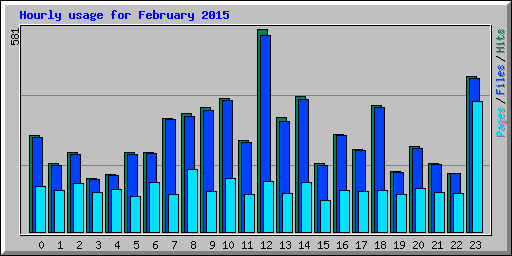 Hourly usage for February 2015
581
Pages/Files/Hits
0 1 2 3 4 5 6 7 8 9 10 11 12 13 14 15 16 17 18 19 20 21 22 23